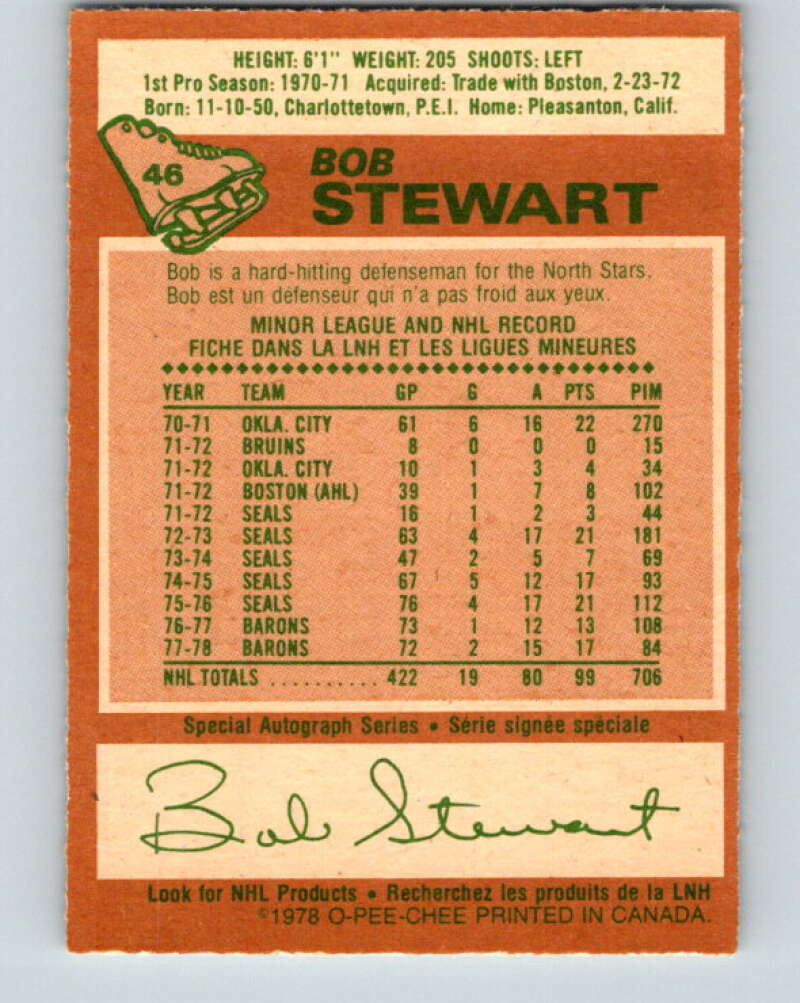 HEIGHT: 6'1" WEIGHT: 205 SHOOTS: LEFT
1st Pro Season: 1970-71 Acquired: Trade with Boston, 2-23-72
Born: 11-10-50, Charlottetown, P.E.I. Home: Pleasanton, Calif.
46
BOB
STEWART
Bob is a hard-hitting defenseman for the North Stars.
Bob est un défenseur qui n'a pas froid aux yeux.
MINOR LEAGUE AND NHL RECORD
FICHE DANS LA LNH ET LES LIGUES MINEURES
YEAR TEAM GP G A PTS PIM
70-71 OKLA. CITY 61 6 16 22 270
71-72 BRUINS 8 0 0 0 15
71-72 OKLA. CITY 10 1 3 4 34
71-72 BOSTON (AHL) 39 1 7 8 102
71-72 SEALS 16 1 2 3 44
72-73 SEALS 63 4 17 21 181
73-74 SEALS 47 2 5 7 69
74-75 SEALS 67 5 12 17 93
75-76 SEALS 76 4 17 21 112
76-77 BARONS 73 1 12 13 108
77-78 BARONS 72 2 15 17 84
NHL TOTALS .......... 422 19 80 99 706
Special Autograph Series • Série signée spéciale
Bob Stewart
Look for NHL Products • Recherchez les produits de la LNH
©1978 O-PEE-CHEE PRINTED IN CANADA.